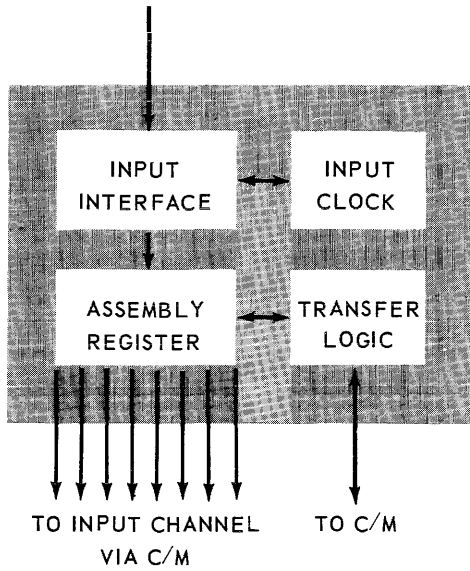 INPUT
INTERFACE
INPUT
CLOCK
ASSEMBLY
REGISTER
TRANSFER
LOGIC
TO INPUT CHANNEL
VIA C/M
TO C/M